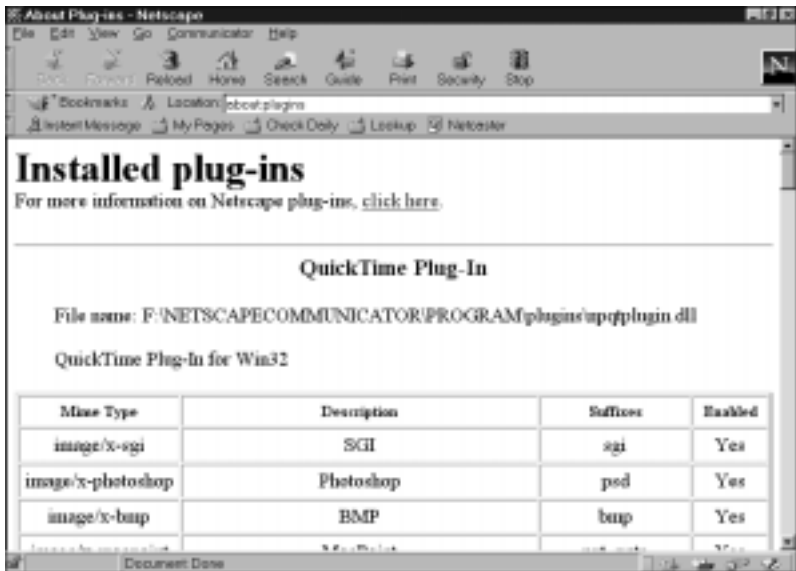 About Plug-ins - Netscape
File Edit View Go Communicator Help
Back Forward Reload Home Search Guide Print Security Stop
N
Bookmarks Location: about:plugins
Instant Message My Pages Check Daily Lookup Netcaster
Installed plug-ins
For more information on Netscape plug-ins, click here.
QuickTime Plug-In
File name: F:\NETSCAPECOMMUNICATOR\PROGRAM\plugins\upqtplugin.dll
QuickTime Plug-In for Win32
Mime Type Description Suffixes Enabled
image/x-sgi SGI sgi Yes
image/x-photoshop Photoshop psd Yes
image/x-bmp BMP bmp Yes
MacPaint
Document Done